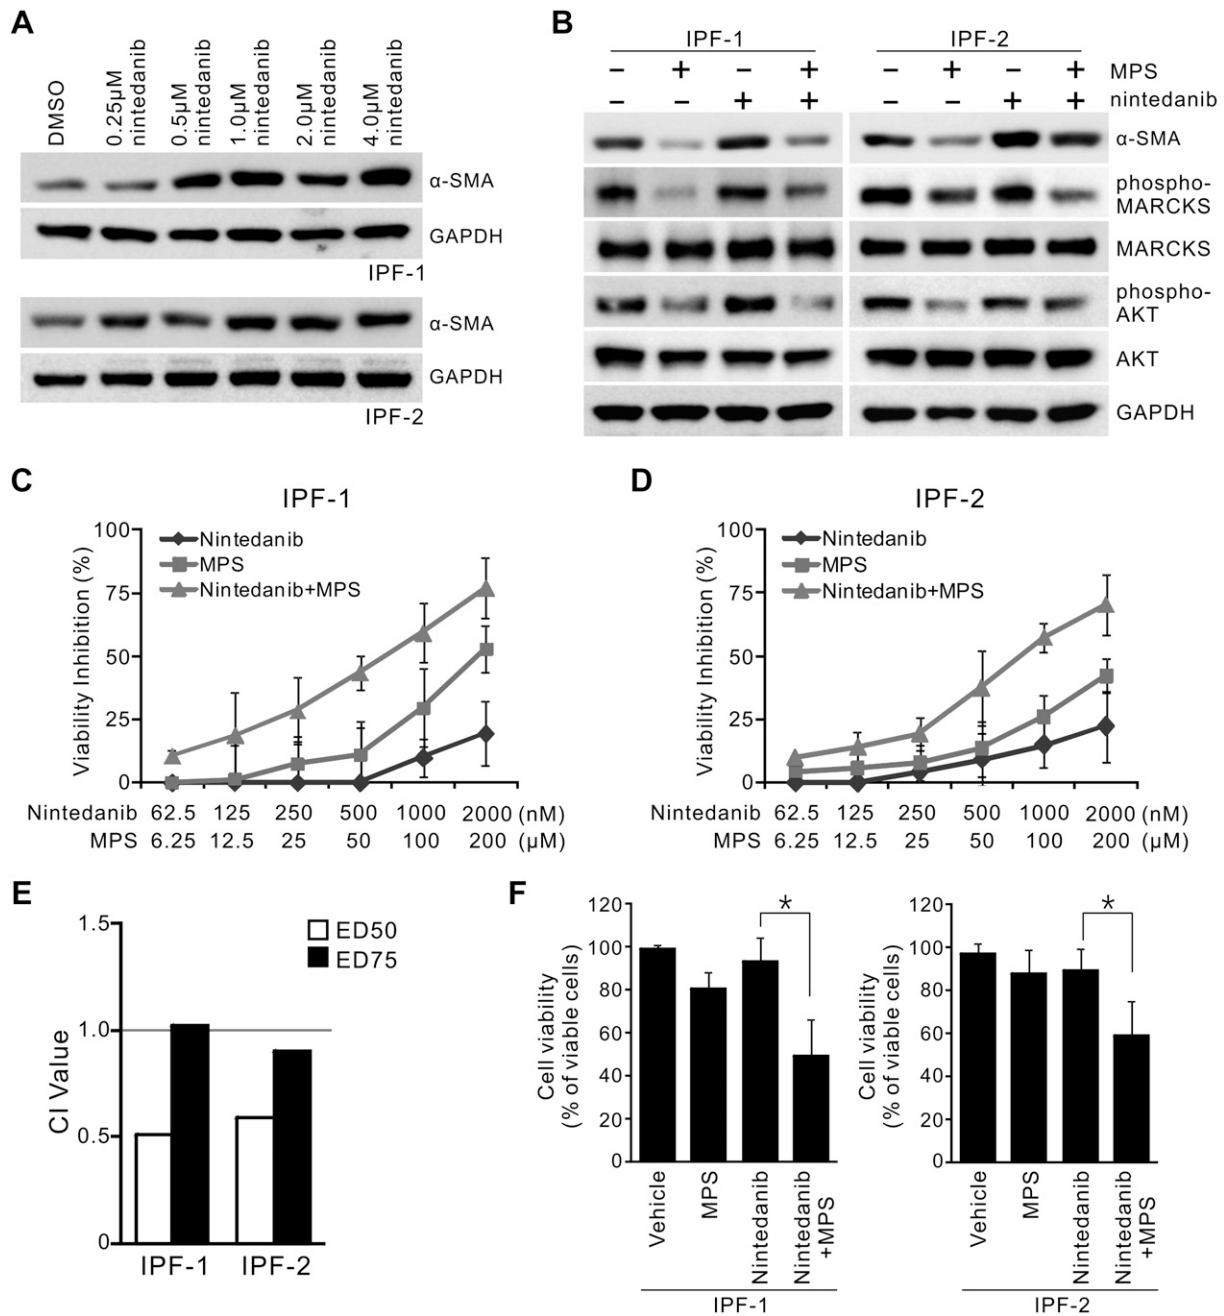 A
DMSO
0.25μM
nintedanib
0.5μM
nintedanib
1.0μM
nintedanib
2.0μM
nintedanib
4.0μM
nintedanib
α-SMA
GAPDH
IPF-1
α-SMA
GAPDH
IPF-2
B
IPF-1 IPF-2
− + − + − + − + MPS
− − + + − − + + nintedanib
α-SMA
phospho-
MARCKS
MARCKS
phospho-
AKT
AKT
GAPDH
C
IPF-1
Viability Inhibition (%)
100
75
50
25
0
Nintedanib
MPS
Nintedanib+MPS
Nintedanib 62.5 125 250 500 1000 2000 (nM)
MPS 6.25 12.5 25 50 100 200 (μM)
D
IPF-2
Viability Inhibition (%)
100
75
50
25
0
Nintedanib
MPS
Nintedanib+MPS
Nintedanib 62.5 125 250 500 1000 2000 (nM)
MPS 6.25 12.5 25 50 100 200 (μM)
E
CI Value
1.5
1.0
0.5
0
ED50
ED75
IPF-1 IPF-2
F
Cell viability
(% of viable cells)
120
100
80
60
40
20
0
*
Vehicle
MPS
Nintedanib
Nintedanib
+MPS
IPF-1
Cell viability
(% of viable cells)
120
100
80
60
40
20
0
*
Vehicle
MPS
Nintedanib
Nintedanib
+MPS
IPF-2